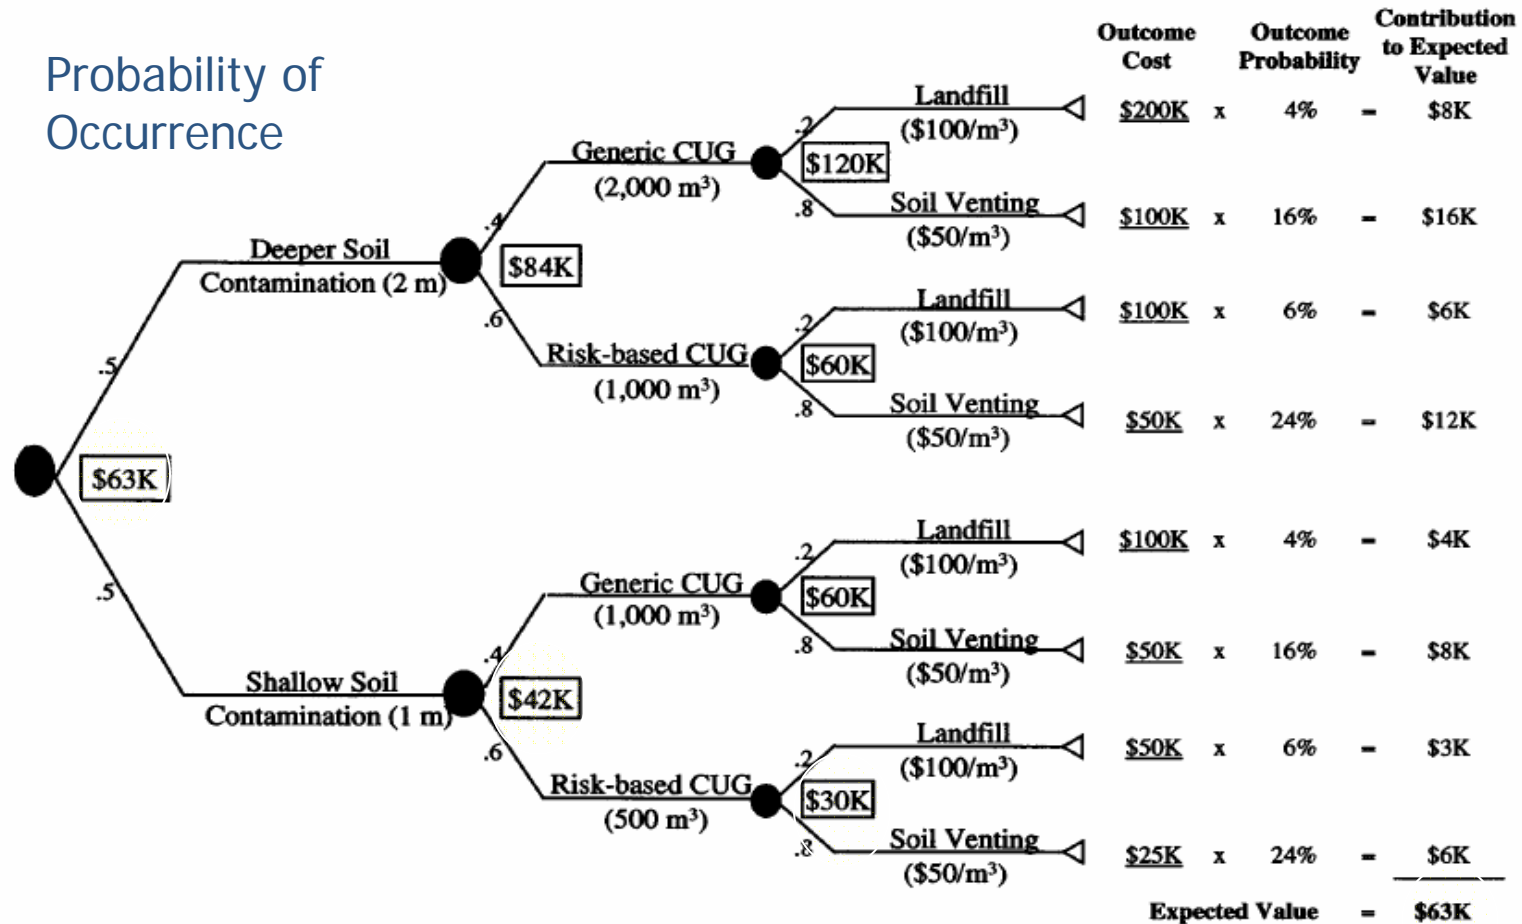 Probability of
Occurrence
Outcome
Cost
Outcome
Probability
Contribution
to Expected
Value
.5
Deeper Soil
Contamination (2 m)
.4
$84K
.6
Generic CUG
(2,000 m³)
.2
$120K
.8
Landfill
($100/m³)
$200K x 4% = $8K
Soil Venting
($50/m³)
$100K x 16% = $16K
Risk-based CUG
(1,000 m³)
.2
$60K
.8
Landfill
($100/m³)
$100K x 6% = $6K
Soil Venting
($50/m³)
$50K x 24% = $12K
$63K
.5
Shallow Soil
Contamination (1 m)
.4
$42K
.6
Generic CUG
(1,000 m³)
.2
$60K
.8
Landfill
($100/m³)
$100K x 4% = $4K
Soil Venting
($50/m³)
$50K x 16% = $8K
Risk-based CUG
(500 m³)
.2
$30K
.8
Landfill
($100/m³)
$50K x 6% = $3K
Soil Venting
($50/m³)
$25K x 24% = $6K
Expected Value = $63K